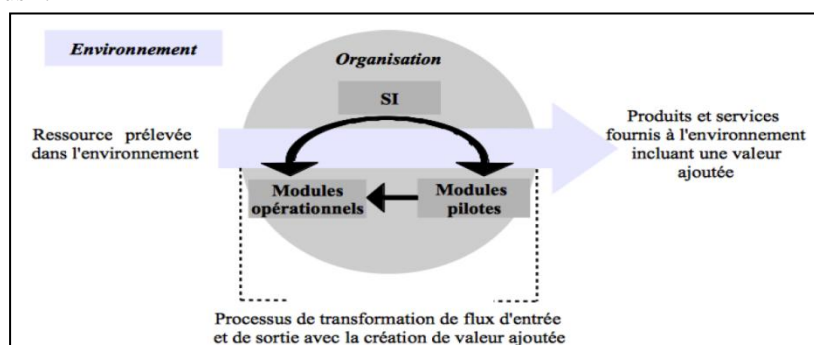 Environnement
Organisation
SI
Ressource prélevée
dans l'environnement
Produits et services
fournis à l'environnement
incluant une valeur
ajoutée
Modules
opérationnels
Modules
pilotes
Processus de transformation de flux d'entrée
et de sortie avec la création de valeur ajoutée